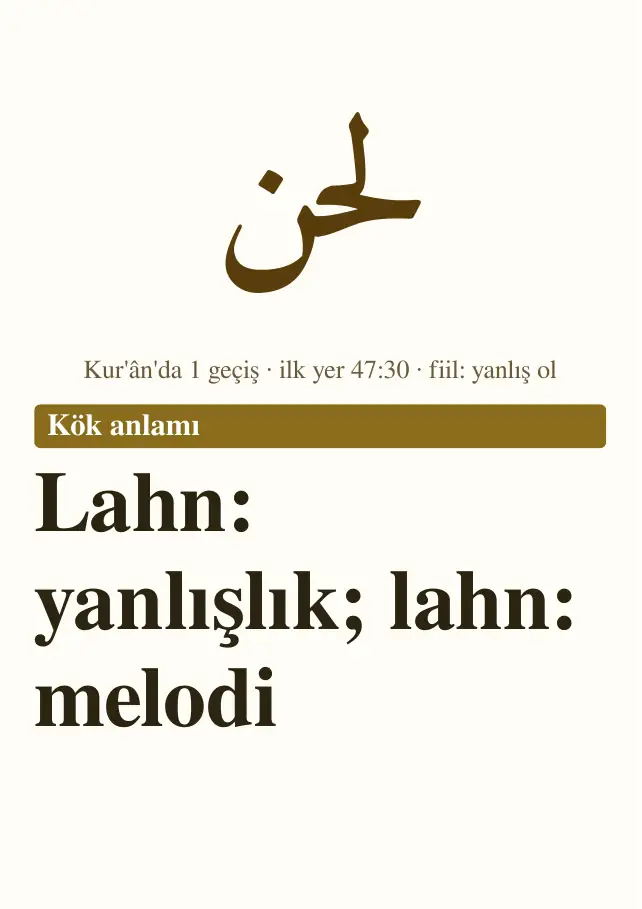 لحن
Kur'ân'da 1 geçiş · ilk yer 47:30 · fiil: yanlış ol
Kök anlamı
Lahn:
yanlışlık; lahn:
melodi